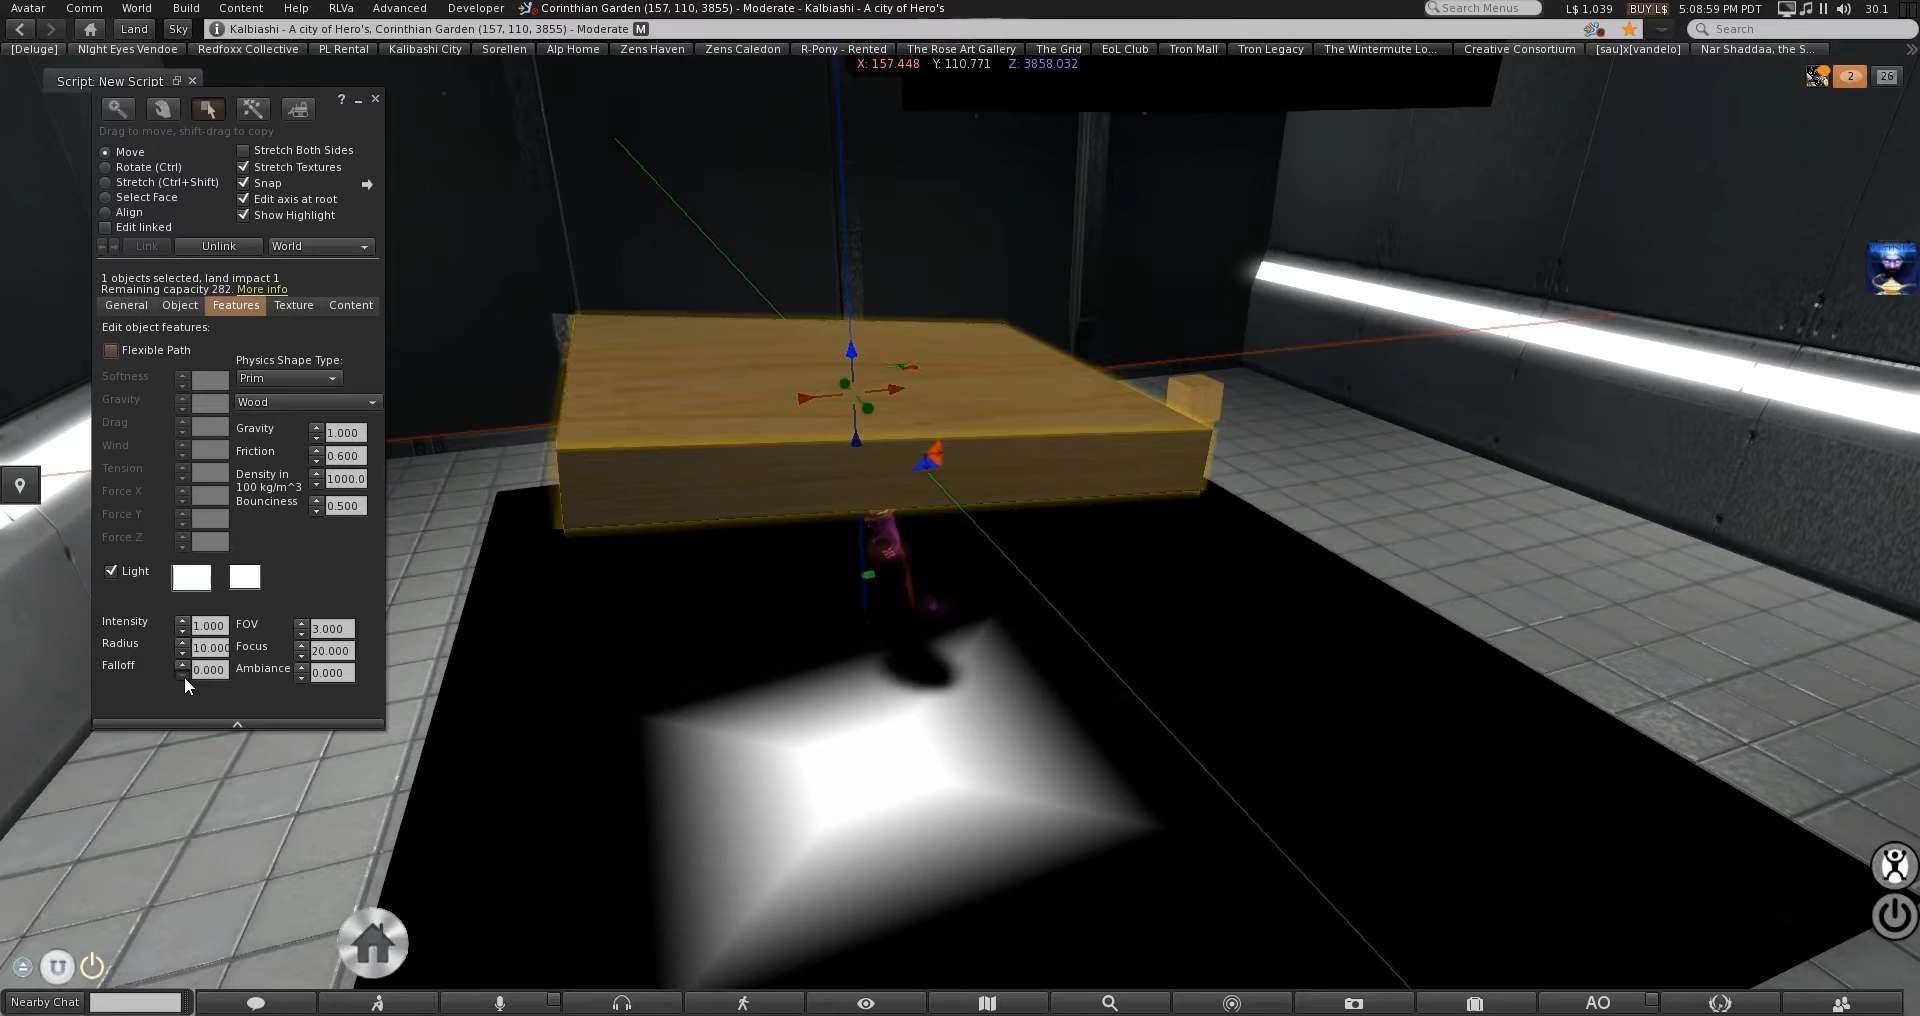 Avatar Comm World Build Content Help RLVa Advanced Developer Corinthian Garden (157, 110, 3855) - Moderate - Kalbiashi - A city of Hero's Search Menus L$ 1,039 BUY L$ 5:08:59 PM PDT 30.1
Land Sky Kalbiashi - A city of Hero's, Corinthian Garden (157, 110, 3855) - Moderate M Search
[Deluge] NIght Eyes Vendoe Redfoxx Collective PL Rental Kalibashi City Sorellen Alp Home Zens Haven Zens Caledon R-Pony - Rented The Rose Art Gallery The Grid EoL Club Tron Mall Tron Legacy The Wintermute Lo... Creative Consortium [sau]x[vandelo] Nar Shaddaa, the S...
X: 157.448 Y: 110.771 Z: 3858.032
2 26
Script: New Script
Drag to move, shift-drag to copy
Move
Rotate (Ctrl)
Stretch (Ctrl+Shift)
Select Face
Align
Edit linked
Stretch Both Sides
Stretch Textures
Snap
Edit axis at root
Show Highlight
Link Unlink World
1 objects selected, land impact 1
Remaining capacity 282. More info
General Object Features Texture Content
Edit object features:
Flexible Path
Softness
Gravity
Drag
Wind
Tension
Force X
Force Y
Force Z
Physics Shape Type:
Prim
Wood
Gravity 1.000
Friction 0.600
Density in
100 kg/m^3 1000.0
Bounciness 0.500
Light
Intensity 1.000 FOV 3.000
Radius 10.000 Focus 20.000
Falloff 0.000 Ambiance 0.000
Nearby Chat AO